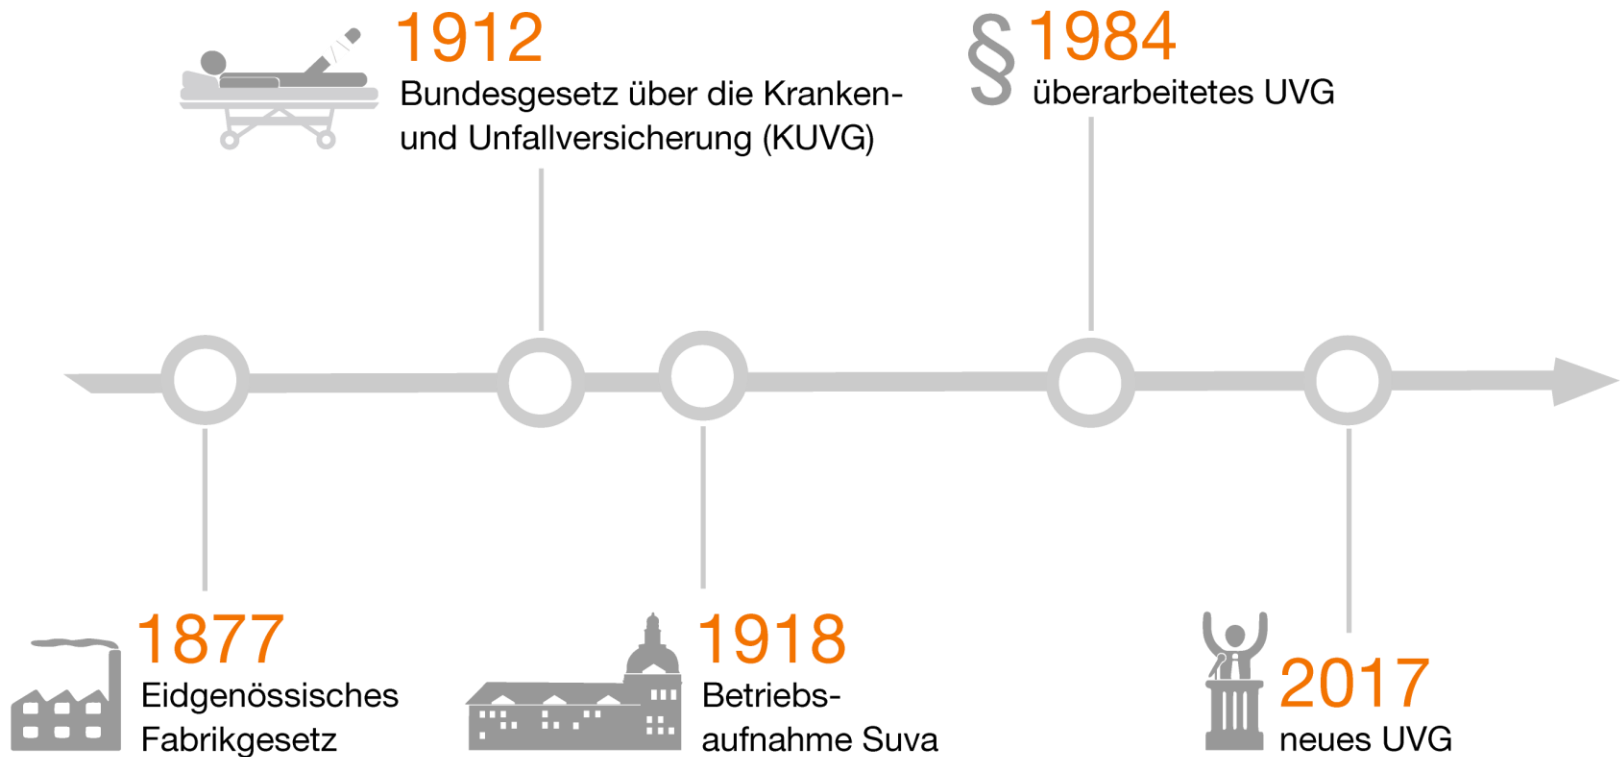 1912
Bundesgesetz über die Kranken-
und Unfallversicherung (KUVG)
§ 1984
überarbeitetes UVG
1877
Eidgenössisches
Fabrikgesetz
1918
Betriebs-
aufnahme Suva
2017
neues UVG